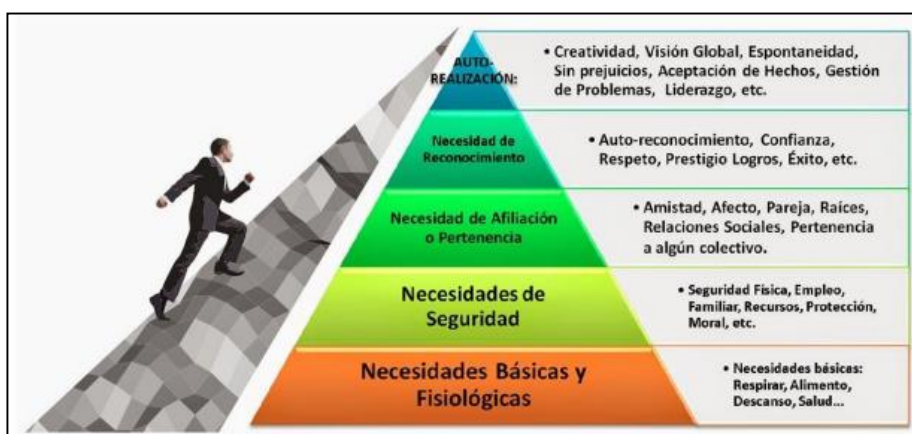 AUTO-
REALIZACIÓN:
• Creatividad, Visión Global, Espontaneidad,
Sin prejuicios, Aceptación de Hechos, Gestión
de Problemas, Liderazgo, etc.
Necesidad de
Reconocimiento
• Auto-reconocimiento, Confianza,
Respeto, Prestigio Logros, Éxito, etc.
Necesidad de Afiliación
o Pertenencia
• Amistad, Afecto, Pareja, Raíces,
Relaciones Sociales, Pertenencia
a algún colectivo.
Necesidades de
Seguridad
• Seguridad Física, Empleo,
Familiar, Recursos, Protección,
Moral, etc.
Necesidades Básicas y
Fisiológicas
• Necesidades básicas:
Respirar, Alimento,
Descanso, Salud...